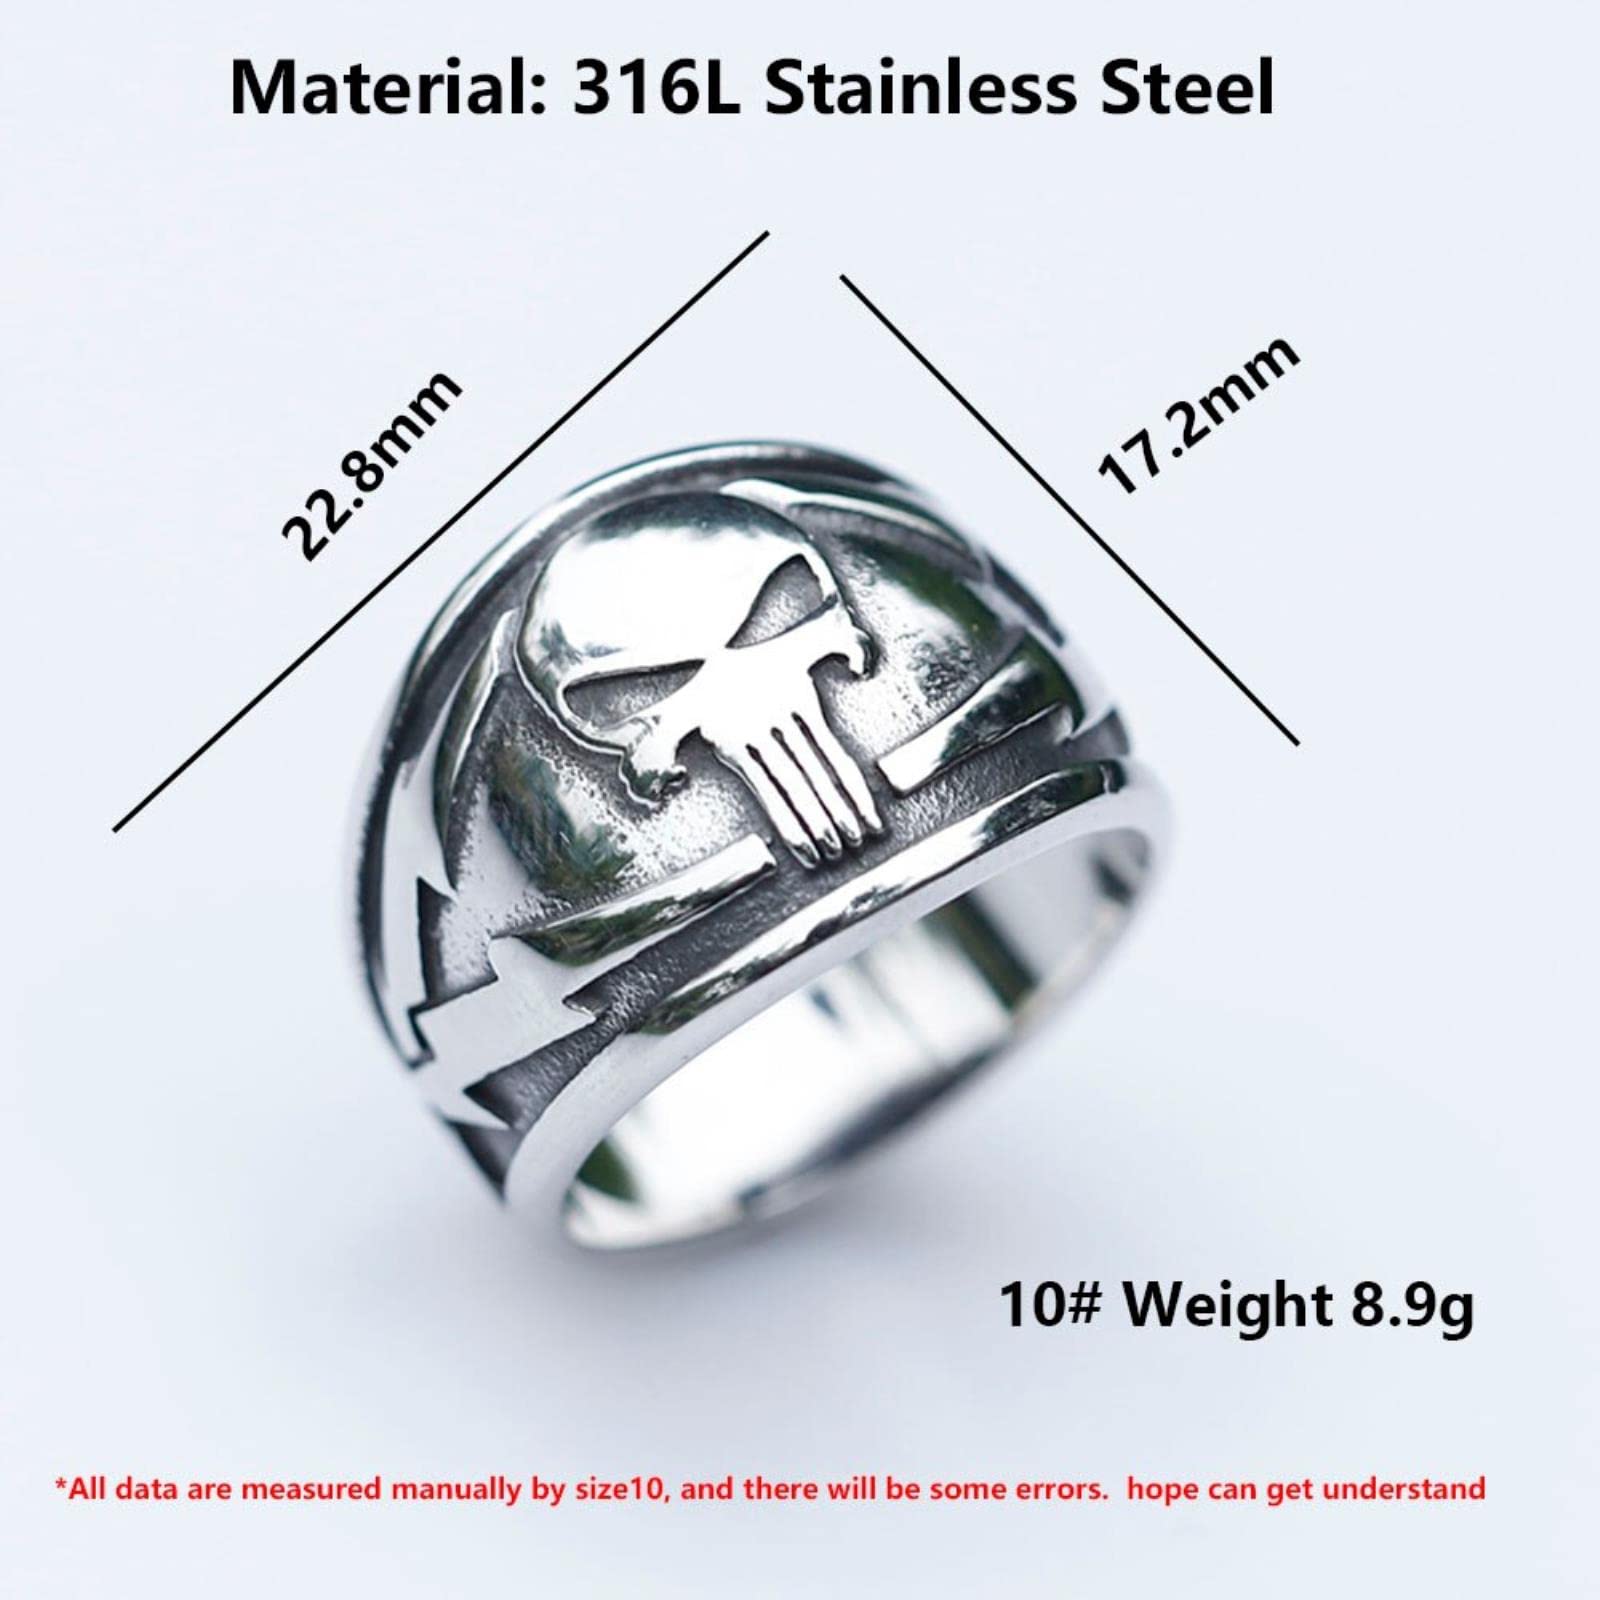 Material: 316L Stainless Steel
22.8mm
17.2mm
10# Weight 8.9g
*All data are measured manually by size10, and there will be some errors.  hope can get understand